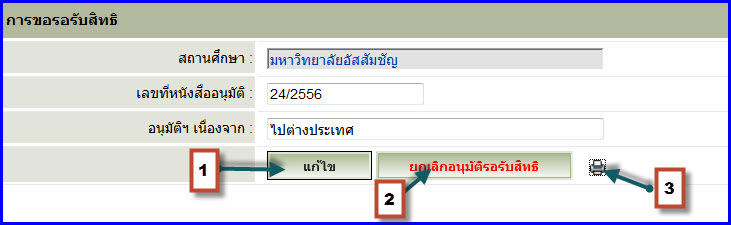 การขอรอรับสิทธิ
สถานศึกษา : มหาวิทยาลัยอัสสัมชัญ
เลขที่หนังสืออนุมัติ : 24/2556
อนุมัติฯ เนื่องจาก : ไปต่างประเทศ
1 แก้ไข 2 ยกเลิกอนุมัติรอรับสิทธิ 3